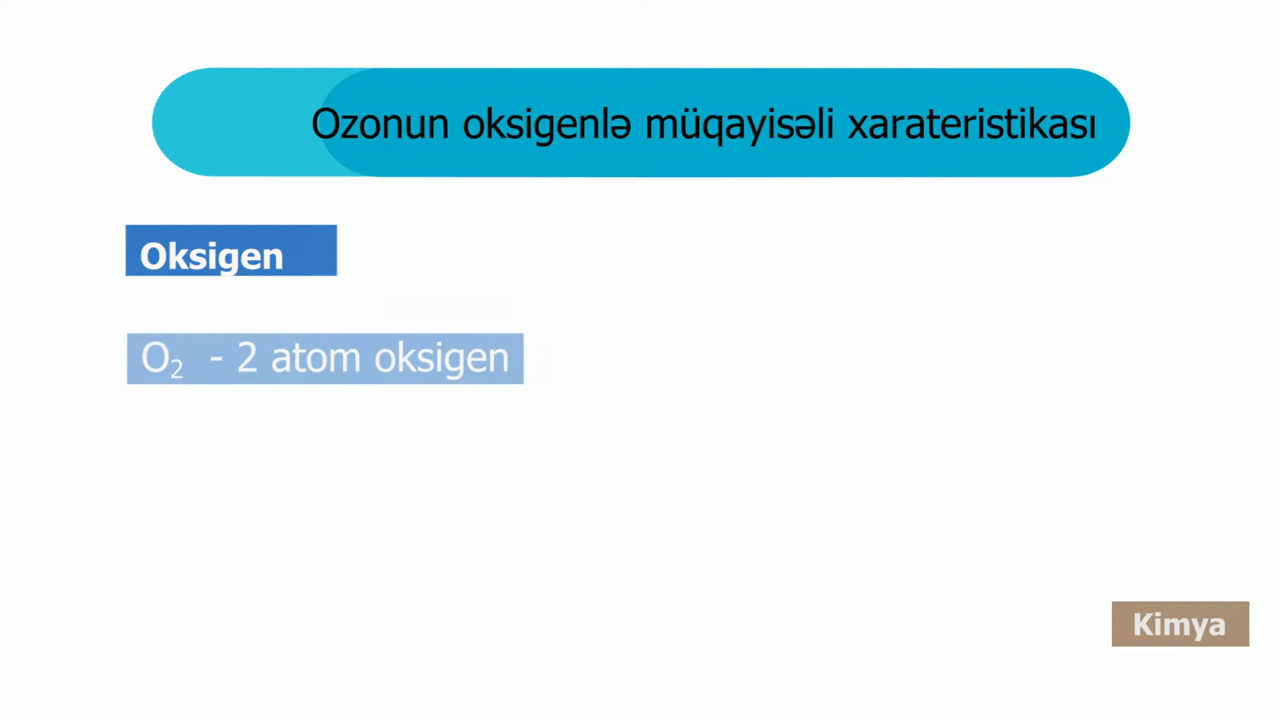 Ozonun oksigenlə müqayisəli xarateristikası
Oksigen
O₂ - 2 atom oksigen
Kimya